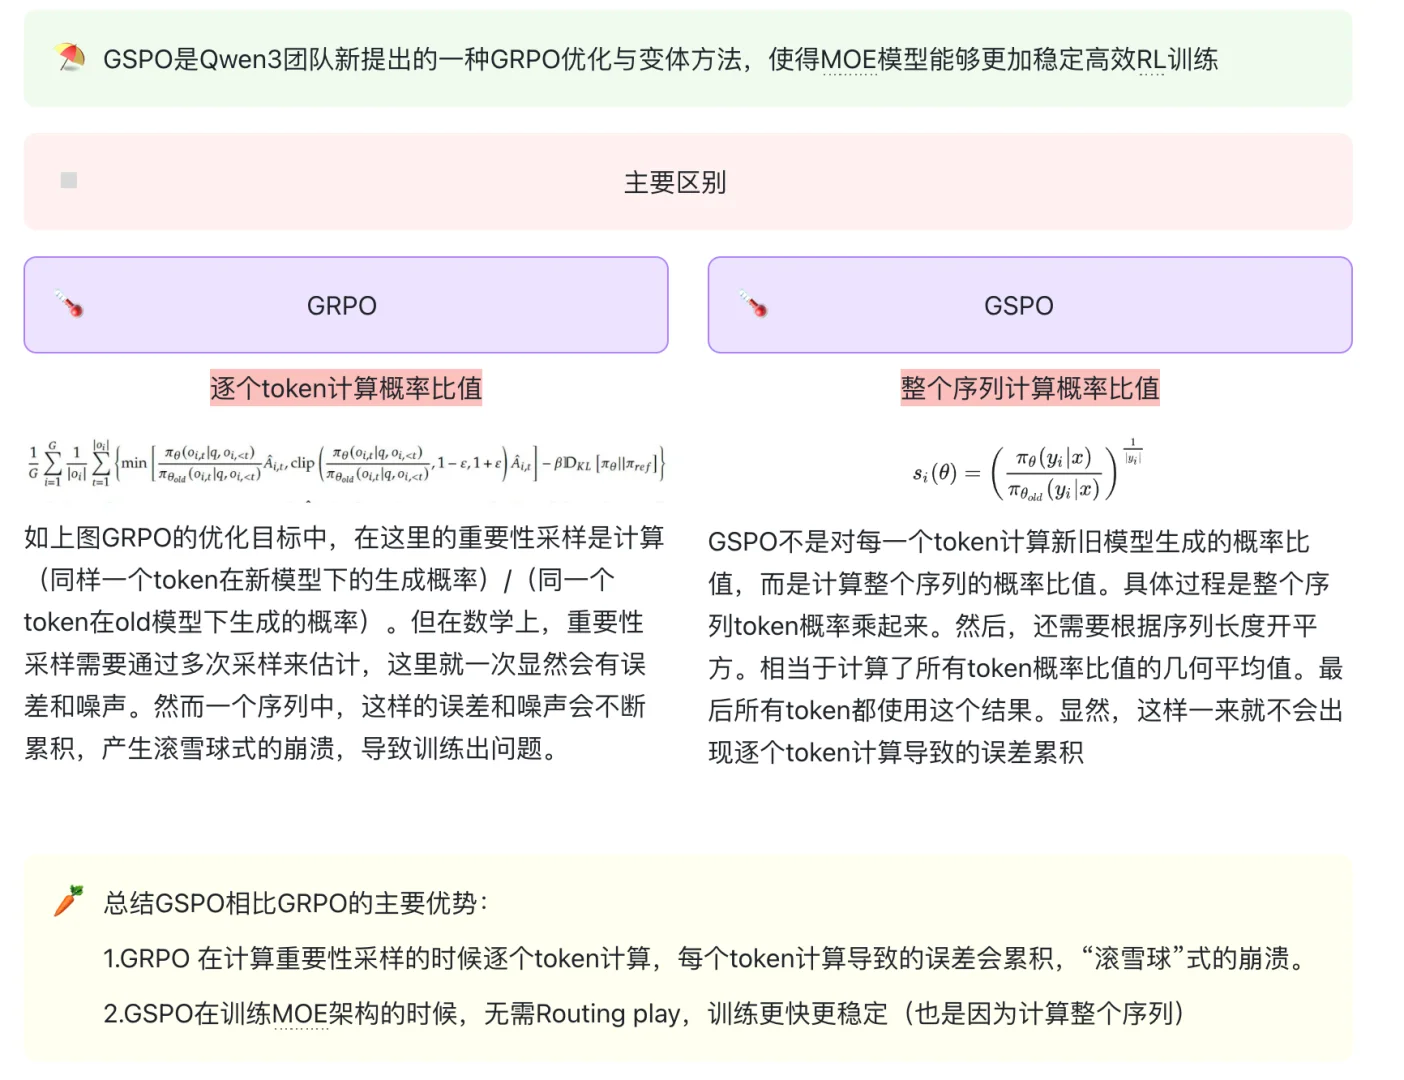 GSPO是Qwen3团队新提出的一种GRPO优化与变体方法，使得MOE模型能够更加稳定高效RL训练
主要区别
GRPO
逐个token计算概率比值
\frac{1}{G}\sum_{i=1}^{G}\frac{1}{|o_i|}\sum_{t=1}^{|o_i|}\left\{\min\left[\frac{\pi_\theta(o_{i,t}|q,o_{i,<t})}{\pi_{\theta_{old}}(o_{i,t}|q,o_{i,<t})}\hat{A}_{i,t},\text{clip}\left(\frac{\pi_\theta(o_{i,t}|q,o_{i,<t})}{\pi_{\theta_{old}}(o_{i,t}|q,o_{i,<t})},1-\varepsilon,1+\varepsilon\right)\hat{A}_{i,t}\right]-\beta\mathbb{D}_{KL}\left[\pi_\theta||\pi_{ref}\right]\right\}
如上图GRPO的优化目标中，在这里的重要性采样是计算
（同样一个token在新模型下的生成概率）/（同一个
token在old模型下生成的概率）。但在数学上，重要性
采样需要通过多次采样来估计，这里就一次显然会有误
差和噪声。然而一个序列中，这样的误差和噪声会不断
累积，产生滚雪球式的崩溃，导致训练出问题。
GSPO
整个序列计算概率比值
s_i(\theta)=\left(\frac{\pi_\theta(y_i|x)}{\pi_{\theta_{old}}(y_i|x)}\right)^{\frac{1}{|y_i|}}
GSPO不是对每一个token计算新旧模型生成的概率比
值，而是计算整个序列的概率比值。具体过程是整个序
列token概率乘起来。然后，还需要根据序列长度开平
方。相当于计算了所有token概率比值的几何平均值。最
后所有token都使用这个结果。显然，这样一来就不会出
现逐个token计算导致的误差累积
总结GSPO相比GRPO的主要优势：
1.GRPO 在计算重要性采样的时候逐个token计算，每个token计算导致的误差会累积，“滚雪球”式的崩溃。
2.GSPO在训练MOE架构的时候，无需Routing play，训练更快更稳定（也是因为计算整个序列）